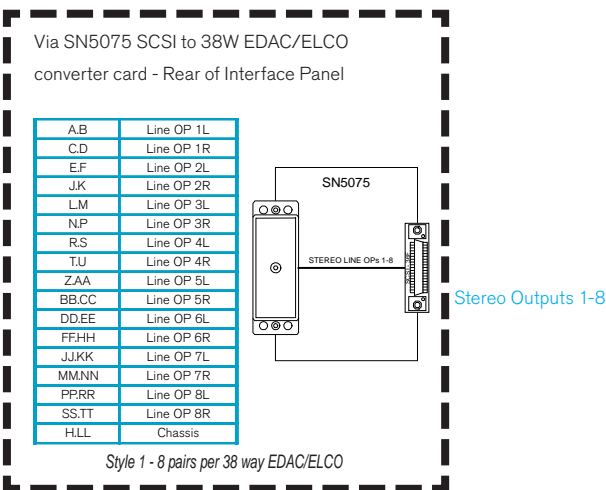 Via SN5075 SCSI to 38W EDAC/ELCO
converter card - Rear of Interface Panel
A.B Line OP 1L
C.D Line OP 1R
E.F Line OP 2L
J.K Line OP 2R
L.M Line OP 3L
N.P Line OP 3R
R.S Line OP 4L
T.U Line OP 4R
Z.AA Line OP 5L
BB.CC Line OP 5R
DD.EE Line OP 6L
FF.HH Line OP 6R
JJ.KK Line OP 7L
MM.NN Line OP 7R
PP.RR Line OP 8L
SS.TT Line OP 8R
H.LL Chassis
SN5075
STEREO LINE OPs 1-8
Stereo Outputs 1-8
Style 1 - 8 pairs per 38 way EDAC/ELCO